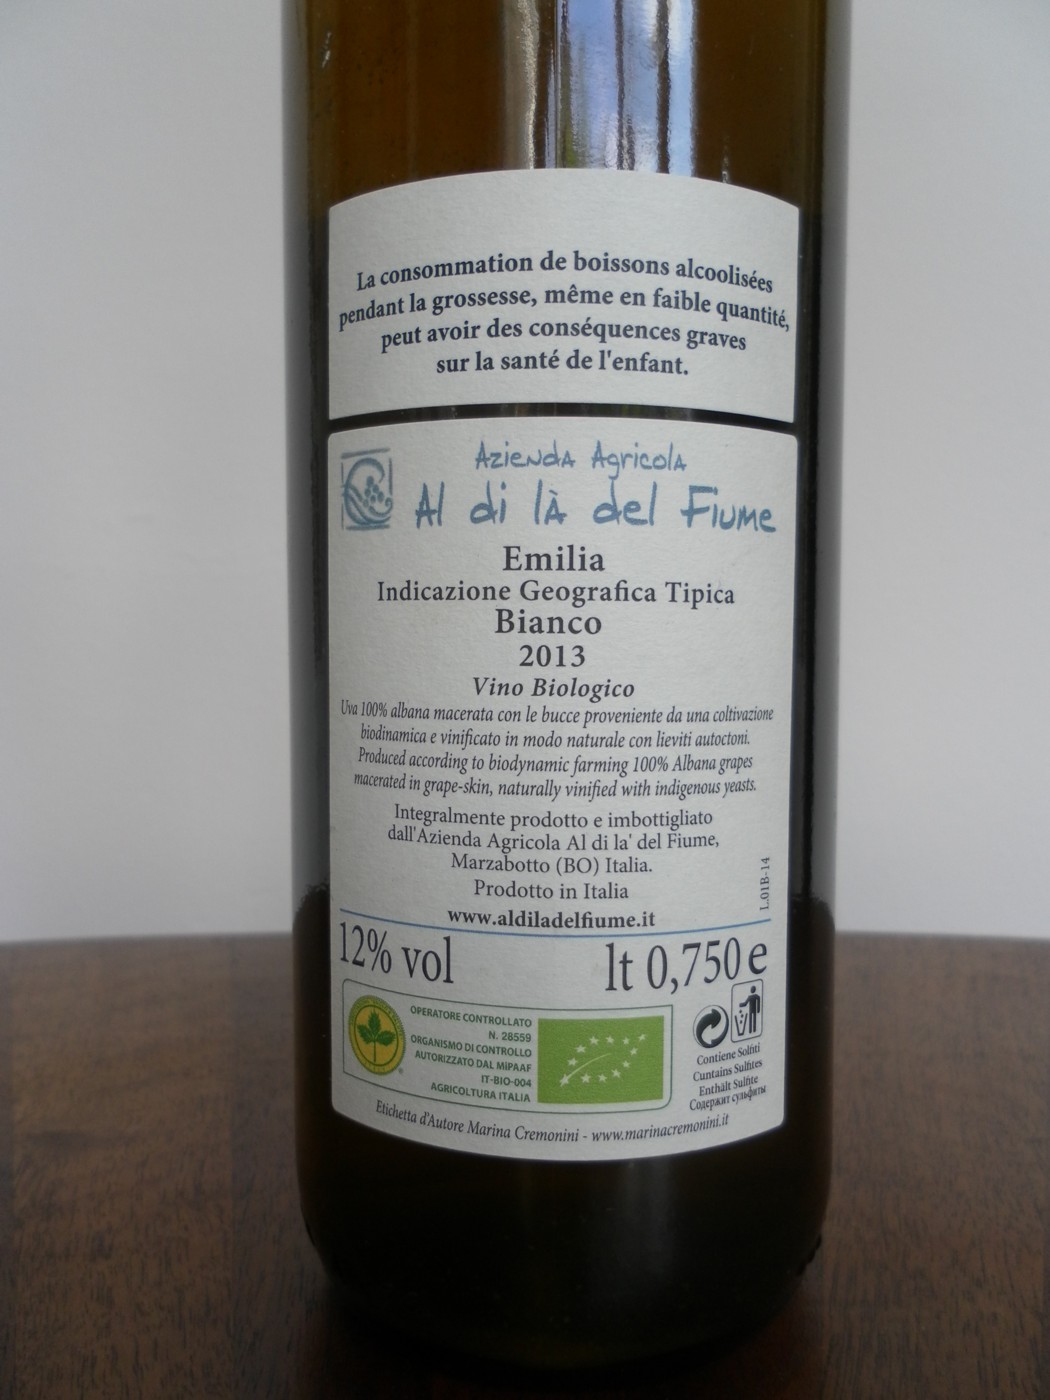 La consommation de boissons alcoolisées
pendant la grossesse, même en faible quantité,
peut avoir des conséquences graves
sur la santé de l'enfant.
Azienda Agricola
Al di là del Fiume
Emilia
Indicazione Geografica Tipica
Bianco
2013
Vino Biologico
Uva 100% albana macerata con le bucce proveniente da una coltivazione
biodinamica e vinificato in modo naturale con lieviti autoctoni.
Produced according to biodynamic farming 100% Albana grapes
macerated in grape-skin, naturally vinified with indigenous yeasts.
Integralmente prodotto e imbottigliato
dall'Azienda Agricola Al di la' del Fiume,
Marzabotto (BO) Italia.
Prodotto in Italia
L.01B-14
www.aldiladelfiume.it
12% vol
lt 0,750 e
OPERATORE CONTROLLATO
N. 28559
ORGANISMO DI CONTROLLO
AUTORIZZATO DAL MIPAAF
IT-BIO-004
AGRICOLTURA ITALIA
Contiene Solfiti
Cuntains Sulfites
Enthält Sulfite
Содержит сульфиты
Etichetta d'Autore Marina Cremonini - www.marinacremonini.it